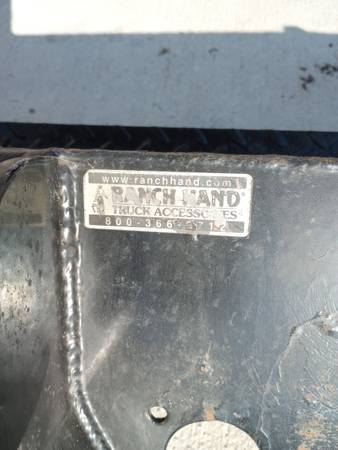 www.ranchhand.com
RANCH HAND®
TRUCK ACCESSORIES
800-366-